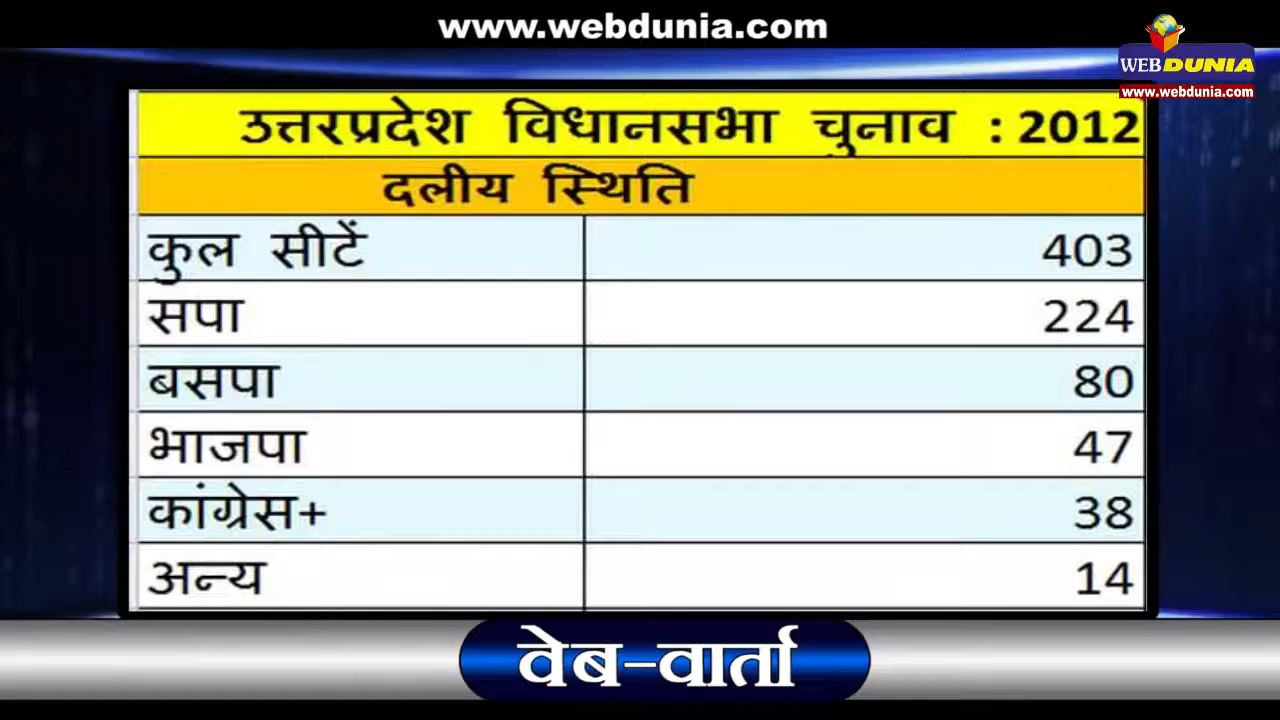 www.webdunia.com
WEBDUNIA
www.webdunia.com
उत्तरप्रदेश विधानसभा चुनाव : 2012
दलीय स्थिति
कुल सीटें 403
सपा 224
बसपा 80
भाजपा 47
कांग्रेस+ 38
अन्य 14
वेब-वार्ता